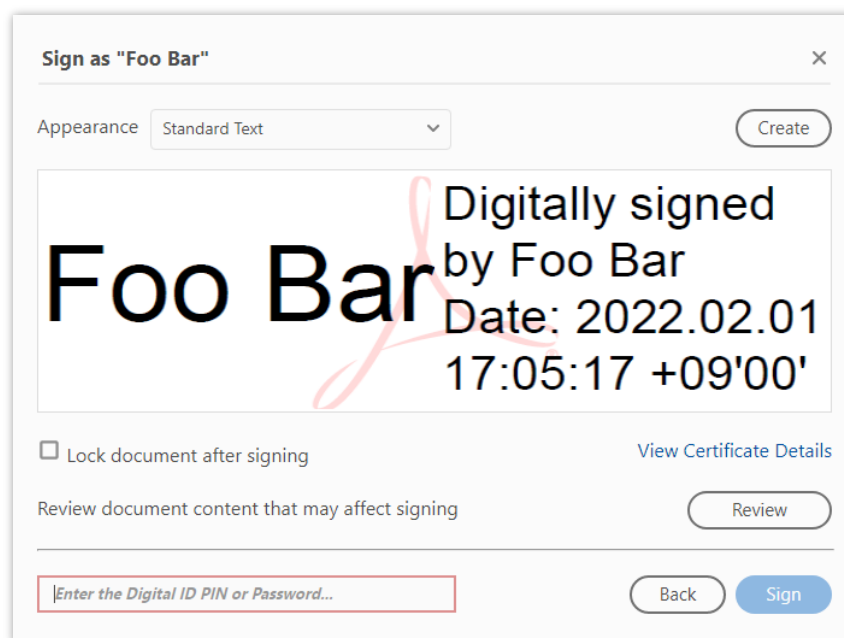 Sign as "Foo Bar"
Appearance
Standard Text
Create
Foo Bar
Digitally signed
by Foo Bar
Date: 2022.02.01
17:05:17 +09'00'
Lock document after signing
View Certificate Details
Review document content that may affect signing
Review
Enter the Digital ID PIN or Password...
Back
Sign